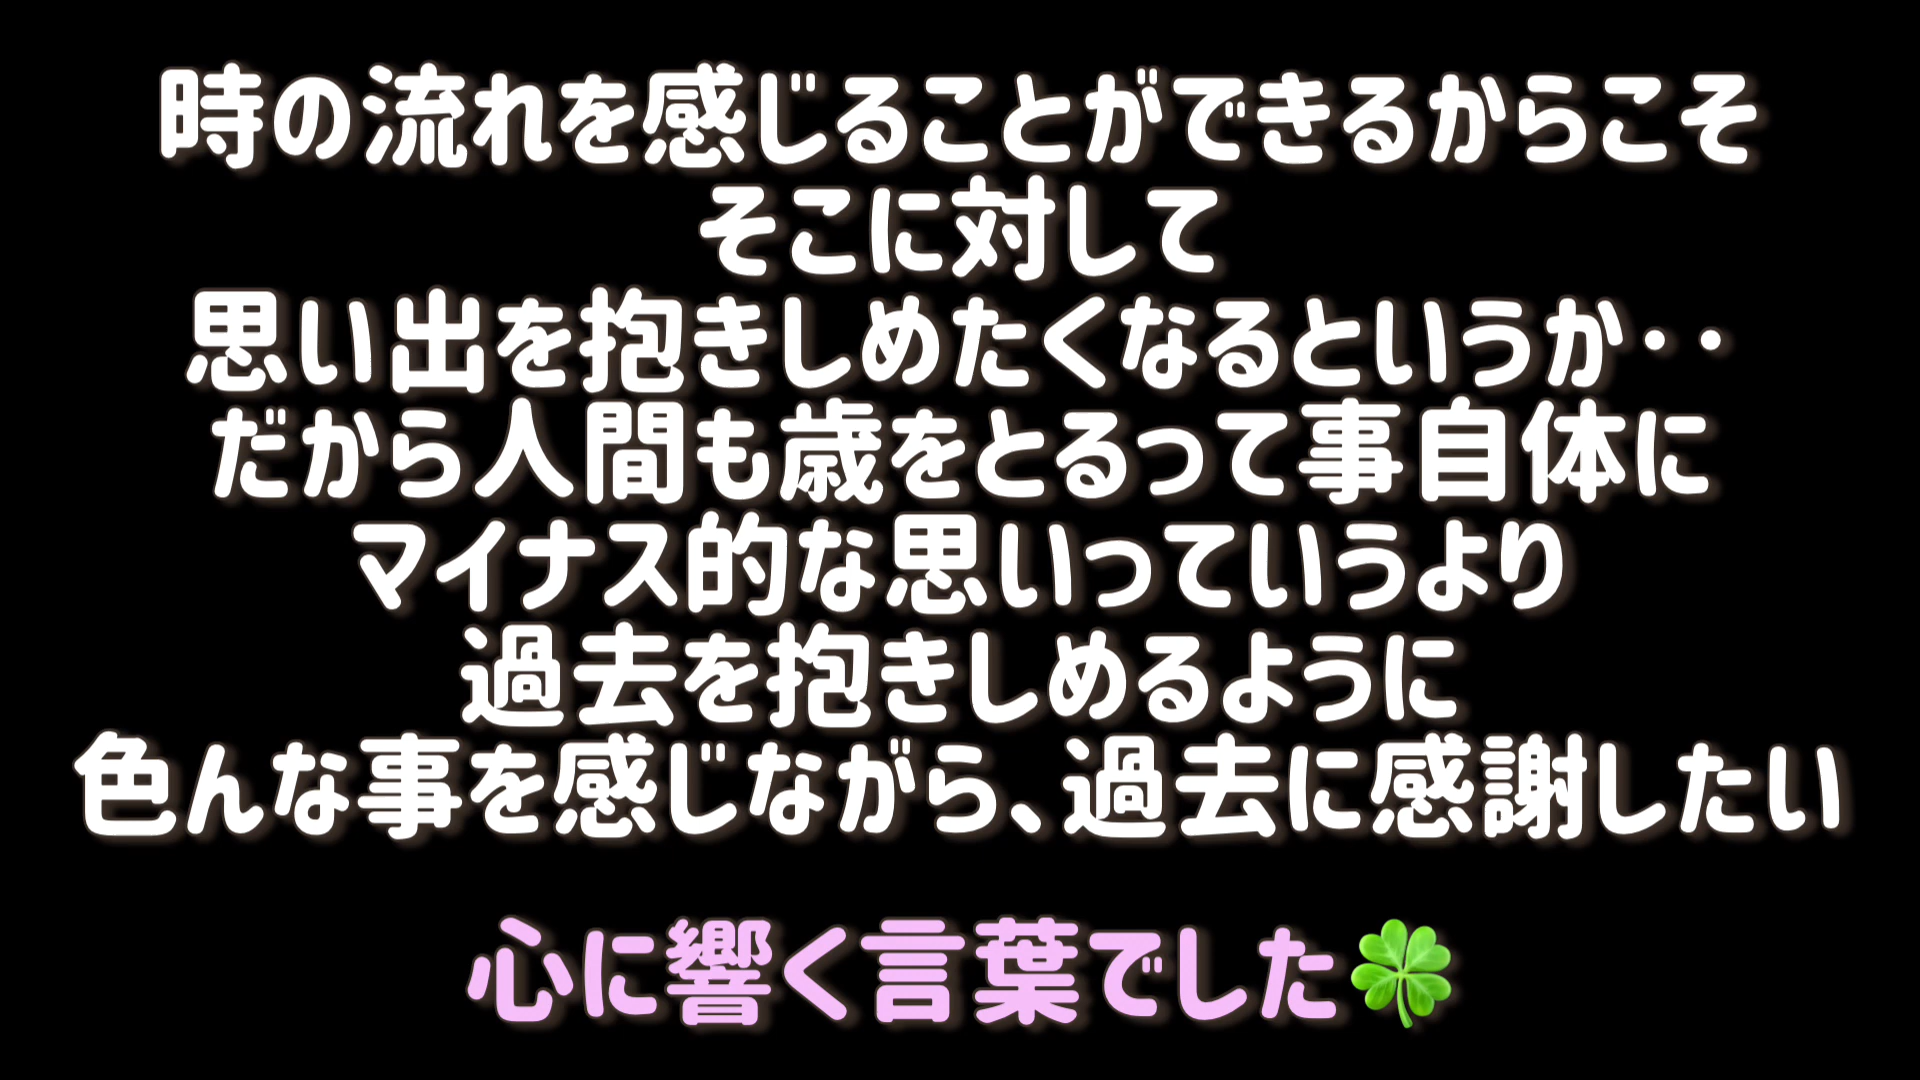 時の流れを感じることができるからこそ
そこに対して
思い出を抱きしめたくなるというか‥
だから人間も歳をとるって事自体に
マイナス的な思いっていうより
過去を抱きしめるように
色んな事を感じながら、過去に感謝したい
心に響く言葉でした🍀